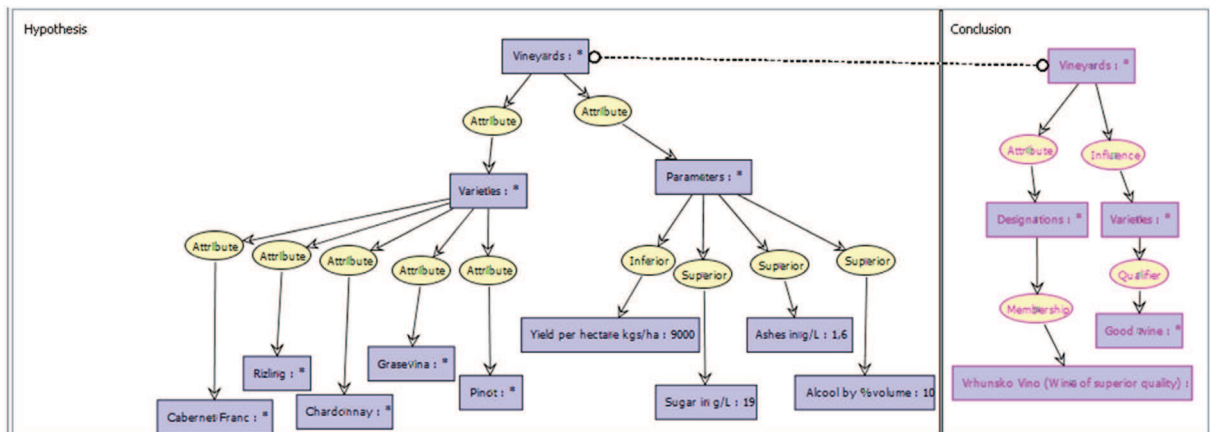 Hypothesis
Conclusion
Vineyards : *
Vineyards : *
Attribute
Attribute
Attribute
Influence
Varieties : *
Parameters : *
Designations : *
Varieties : *
Attribute
Attribute
Attribute
Attribute
Attribute
Inferior
Superior
Superior
Superior
Qualifier
Membership
Yield per hectare kgs/ha : 9000
Ashes in g/L : 1,6
Good wine : *
Rizling : *
Grasevina : *
Pinot : *
Vrhunsko Vino (Wine of superior quality) :
Cabernet Franc : *
Chardonnay : *
Sugar in g/L : 19
Alcool by %volume : 10